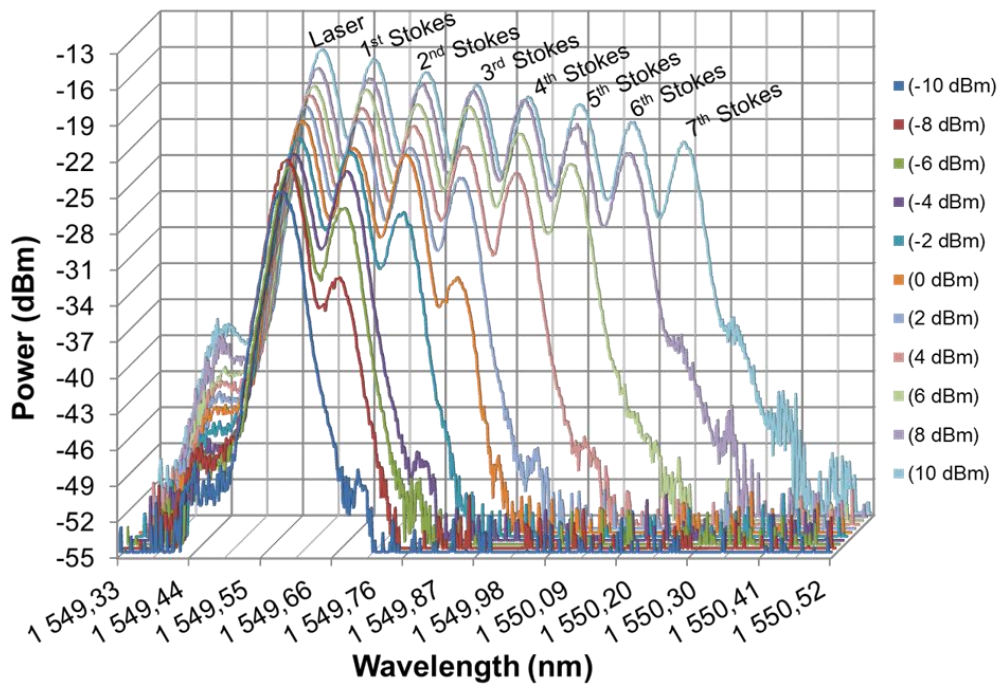 Laser
1st Stokes
2nd Stokes
3rd Stokes
4th Stokes
5th Stokes
6th Stokes
7th Stokes
Power (dBm)
-13
-16
-19
-22
-25
-28
-31
-34
-37
-40
-43
-46
-49
-52
-55
1 549,33
1 549,44
1 549,55
1 549,66
1 549,76
1 549,87
1 549,98
1 550,09
1 550,20
1 550,30
1 550,41
1 550,52
Wavelength (nm)
(-10 dBm)
(-8 dBm)
(-6 dBm)
(-4 dBm)
(-2 dBm)
(0 dBm)
(2 dBm)
(4 dBm)
(6 dBm)
(8 dBm)
(10 dBm)